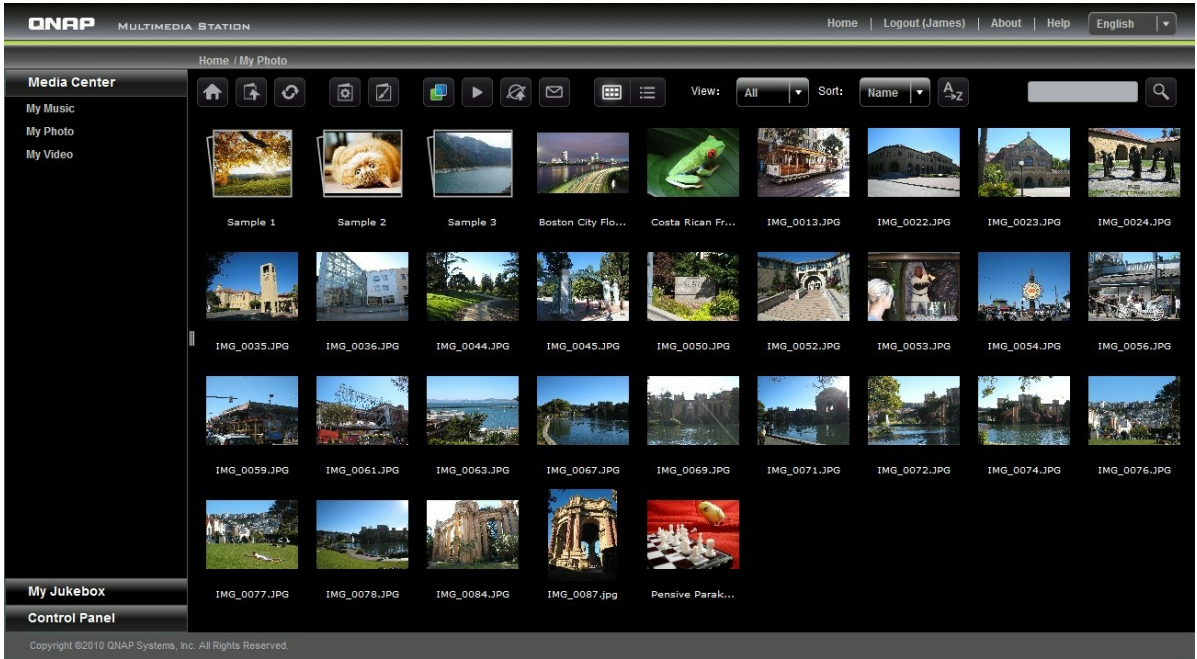 QNAP MULTIMEDIA STATION Home | Logout (James) | About | Help English
Home / My Photo
Media Center
My Music
My Photo
My Video
View: All Sort: Name A→Z
Sample 1 Sample 2 Sample 3 Boston City Flo... Costa Rican Fr... IMG_0013.JPG IMG_0022.JPG IMG_0023.JPG IMG_0024.JPG
IMG_0035.JPG IMG_0036.JPG IMG_0044.JPG IMG_0045.JPG IMG_0050.JPG IMG_0052.JPG IMG_0053.JPG IMG_0054.JPG IMG_0056.JPG
IMG_0059.JPG IMG_0061.JPG IMG_0063.JPG IMG_0067.JPG IMG_0069.JPG IMG_0071.JPG IMG_0072.JPG IMG_0074.JPG IMG_0076.JPG
IMG_0077.JPG IMG_0078.JPG IMG_0084.JPG IMG_0087.jpg Pensive Parak...
My Jukebox
Control Panel
Copyright ©2010 QNAP Systems, Inc. All Rights Reserved.